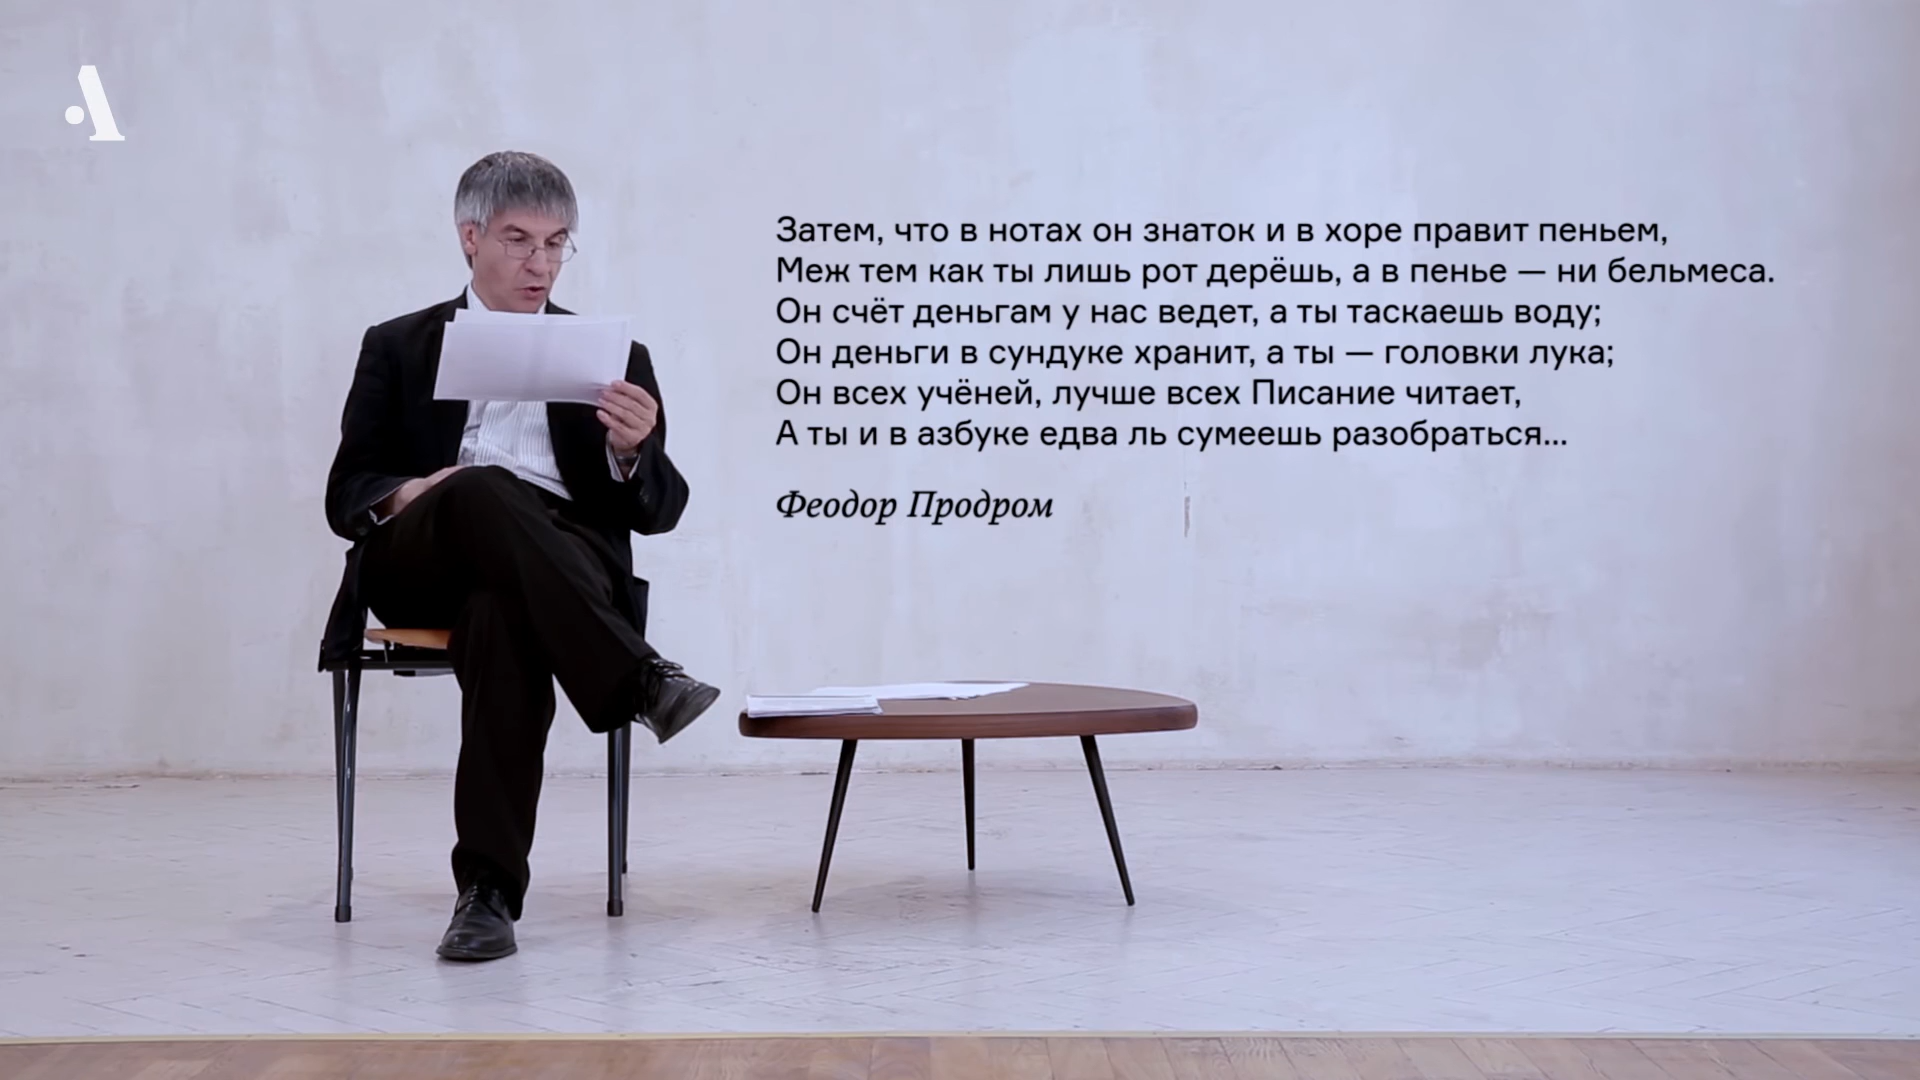 Затем, что в нотах он знаток и в хоре правит пеньем,
Меж тем как ты лишь рот дерёшь, а в пенье — ни бельмеса.
Он счёт деньгам у нас ведет, а ты таскаешь воду;
Он деньги в сундуке хранит, а ты — головки лука;
Он всех учёней, лучше всех Писание читает,
А ты и в азбуке едва ль сумеешь разобраться...
Феодор Продром